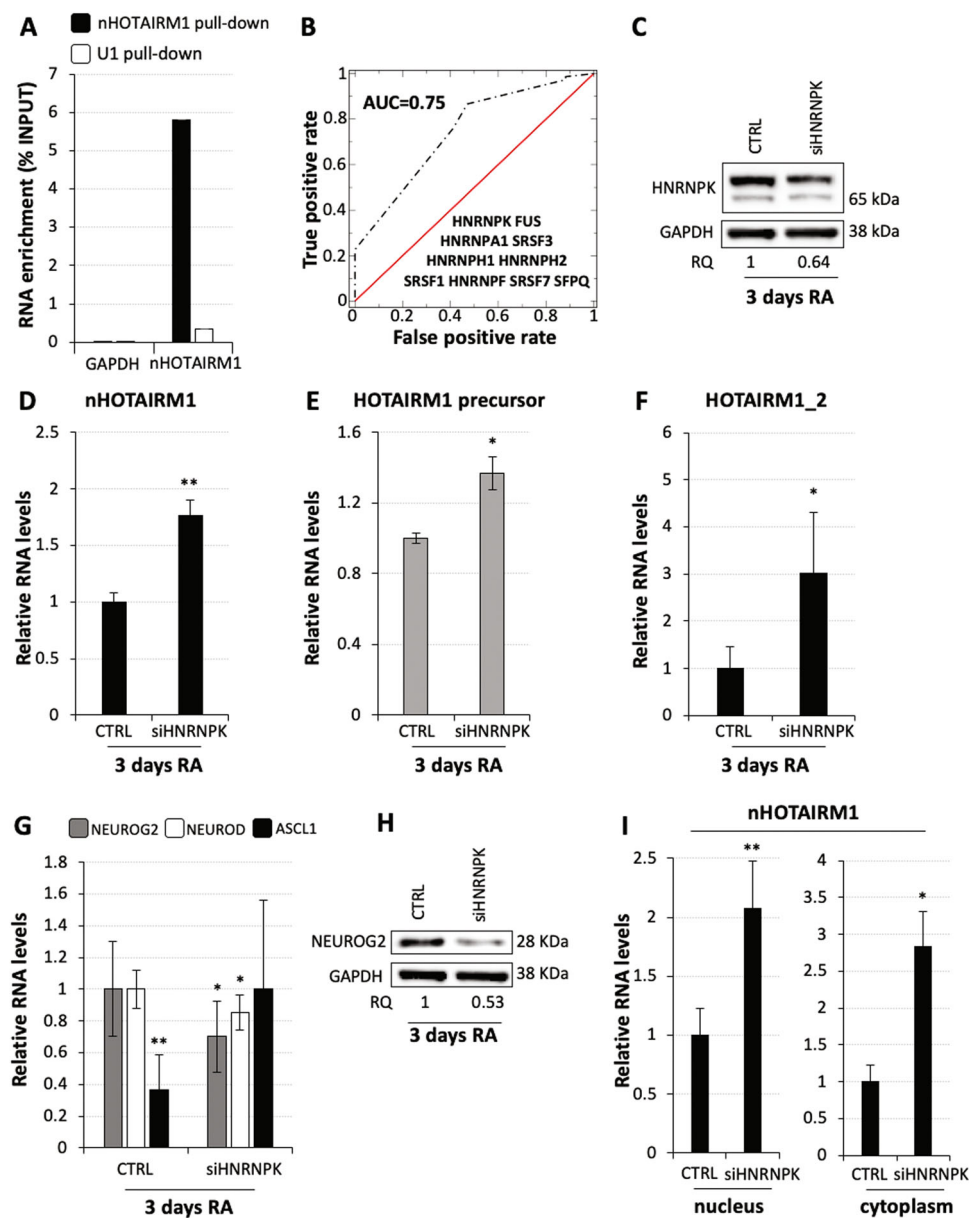 A
nHOTAIRM1 pull-down
U1 pull-down
RNA enrichment (% INPUT)
7
6
5
4
3
2
1
0
GAPDH
nHOTAIRM1
B
AUC=0.75
True positive rate
1
0.8
0.6
0.4
0.2
0
HNRNPK FUS
HNRNPA1 SRSF3
HNRNPH1 HNRNPH2
SRSF1 HNRNPF SRSF7 SFPQ
0 0.2 0.4 0.6 0.8 1
False positive rate
C
CTRL
siHNRNPK
HNRNPK
65 kDa
GAPDH
38 kDa
RQ 1 0.64
3 days RA
D
nHOTAIRM1
Relative RNA levels
2.5
2
1.5
1
0.5
0
**
CTRL siHNRNPK
3 days RA
E
HOTAIRM1 precursor
Relative RNA levels
1.6
1.2
0.8
0.4
0
*
CTRL siHNRNPK
3 days RA
F
HOTAIRM1_2
Relative RNA levels
6
5
4
3
2
1
0
*
CTRL siHNRNPK
3 days RA
G
NEUROG2 NEUROD ASCL1
Relative RNA levels
1.8
1.6
1.4
1.2
1
0.8
0.6
0.4
0.2
0
**
*
*
CTRL siHNRNPK
3 days RA
H
CTRL
siHNRNPK
NEUROG2
28 KDa
GAPDH
38 KDa
RQ 1 0.53
3 days RA
I
nHOTAIRM1
Relative RNA levels
2.5
2
1.5
1
0.5
0
**
CTRL siHNRNPK
nucleus
4
3.5
3
2.5
2
1.5
1
0.5
0
*
CTRL siHNRNPK
cytoplasm